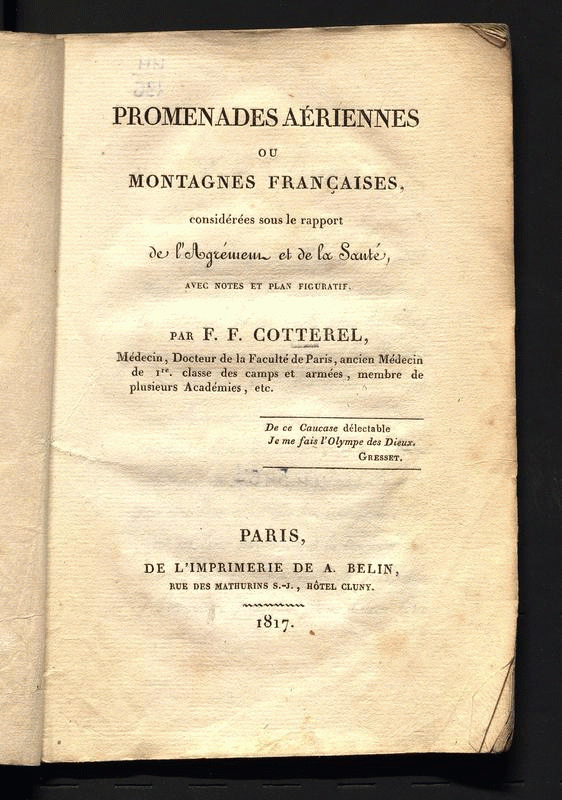 PROMENADES AÉRIENNES
OU
MONTAGNES FRANÇAISES,
considérées sous le rapport
de l'Agrément et de la Santé,
AVEC NOTES ET PLAN FIGURATIF.
PAR F. F. COTTEREL,
Médecin, Docteur de la Faculté de Paris, ancien Médecin
de 1re. classe des camps et armées, membre de
plusieurs Académies, etc.
De ce Caucase délectable
Je me fais l'Olympe des Dieux.
GRESSET.
PARIS,
DE L'IMPRIMERIE DE A. BELIN,
RUE DES MATHURINS S.-J., HÔTEL CLUNY.
1817.